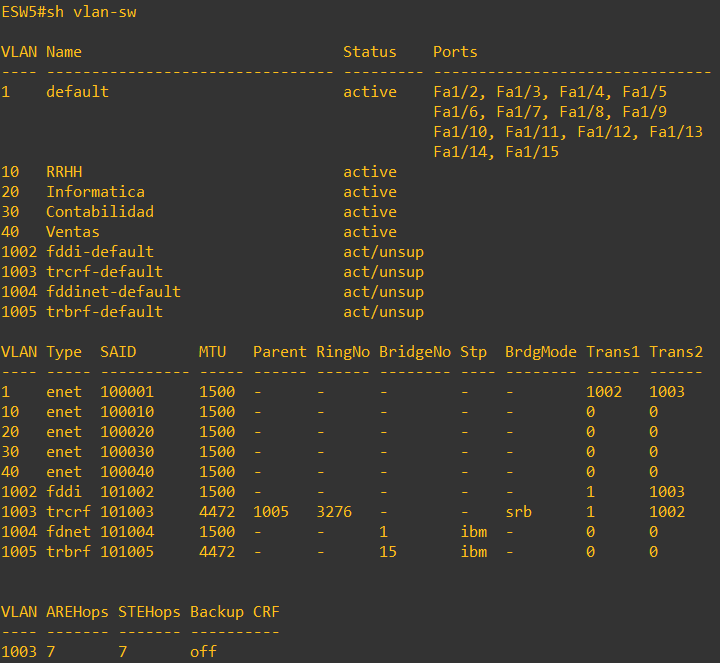 ESW5#sh vlan-sw
VLAN Name                             Status    Ports
---- -------------------------------- --------- -------------------------------
1    default                          active    Fa1/2, Fa1/3, Fa1/4, Fa1/5
                                                Fa1/6, Fa1/7, Fa1/8, Fa1/9
                                                Fa1/10, Fa1/11, Fa1/12, Fa1/13
                                                Fa1/14, Fa1/15
10   RRHH                             active
20   Informatica                      active
30   Contabilidad                     active
40   Ventas                           active
1002 fddi-default                     act/unsup
1003 trcrf-default                    act/unsup
1004 fddinet-default                  act/unsup
1005 trbrf-default                    act/unsup
VLAN Type  SAID       MTU   Parent RingNo BridgeNo Stp  BrdgMode Trans1 Trans2
---- ----- ---------- ----- ------ ------ -------- ---- -------- ------ ------
1    enet  100001     1500  -      -      -        -    -        1002   1003
10   enet  100010     1500  -      -      -        -    -        0      0
20   enet  100020     1500  -      -      -        -    -        0      0
30   enet  100030     1500  -      -      -        -    -        0      0
40   enet  100040     1500  -      -      -        -    -        0      0
1002 fddi  101002     1500  -      -      -        -    -        1      1003
1003 trcrf 101003     4472  1005   3276   -        -    srb      1      1002
1004 fdnet 101004     1500  -      -      1        ibm  -        0      0
1005 trbrf 101005     4472  -      -      15       ibm  -        0      0
VLAN AREHops STEHops Backup CRF
---- ------- ------- ----------
1003 7       7       off